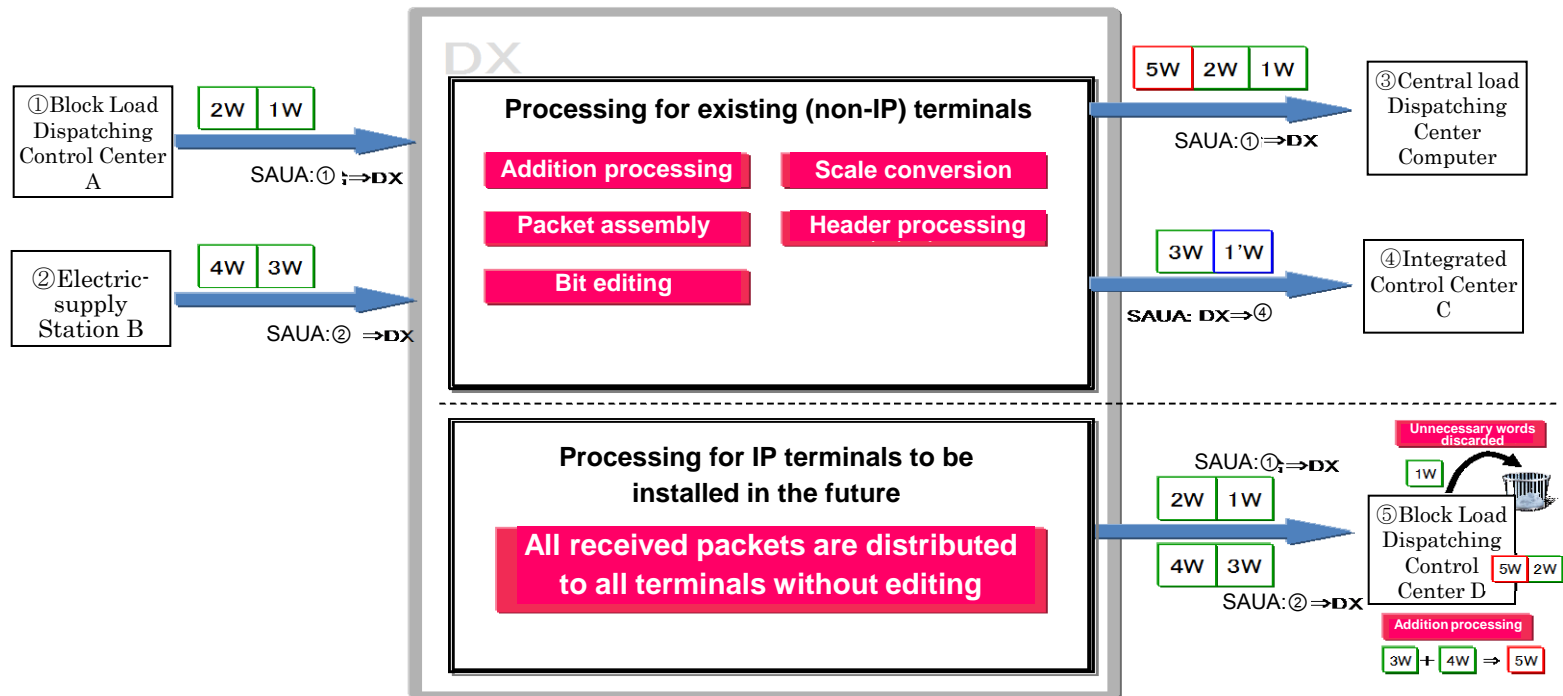 DX
①Block Load
Dispatching
Control Center
A
2W 1W
SAUA:① ⇒DX
②Electric-
supply
Station B
4W 3W
SAUA:② ⇒DX
Processing for existing (non-IP) terminals
Addition processing
Scale conversion
Packet assembly
Header processing
Bit editing
5W 2W 1W
SAUA:①⇒DX
③Central load
Dispatching
Center
Computer
3W 1'W
SAUA: DX⇒④
④Integrated
Control Center
C
Processing for IP terminals to be
installed in the future
All received packets are distributed
to all terminals without editing
SAUA:①⇒DX
2W 1W
4W 3W
SAUA:②⇒DX
Unnecessary words
discarded
1W
⑤Block Load
Dispatching
Control
Center D
5W 2W
Addition processing
3W + 4W ⇒ 5W